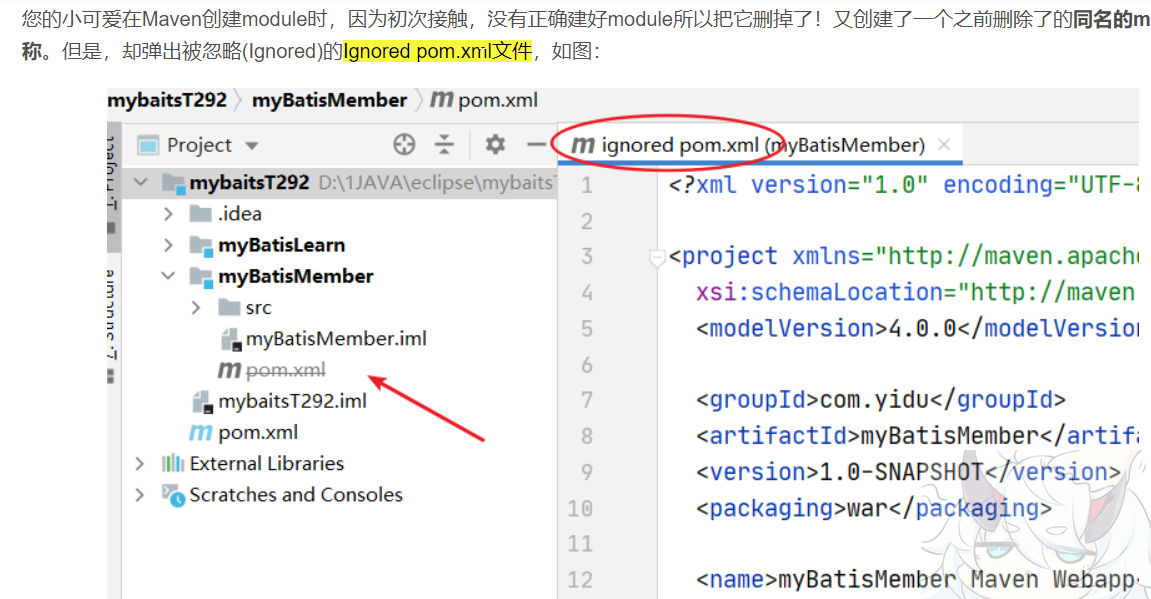 您的小可爱在Maven创建module时，因为初次接触，没有正确建好module所以把它删掉了！又创建了一个之前删除了的同名的m
称。但是，却弹出被忽略(Ignored)的Ignored pom.xml文件，如图：
mybaitsT292 myBatisMember m pom.xml
Project
m ignored pom.xml (myBatisMember)
mybaitsT292 D:\1JAVA\eclipse\mybaits
.idea
myBatisLearn
myBatisMember
src
myBatisMember.iml
m pom.xml
mybaitsT292.iml
m pom.xml
External Libraries
Scratches and Consoles
1 <?xml version="1.0" encoding="UTF-8
2
3 <project xmlns="http://maven.apache
4 xsi:schemaLocation="http://maven
5 <modelVersion>4.0.0</modelVersion
6
7 <groupId>com.yidu</groupId>
8 <artifactId>myBatisMember</artifa
9 <version>1.0-SNAPSHOT</version>
10 <packaging>war</packaging>
11
12 <name>myBatisMember Maven Webapp